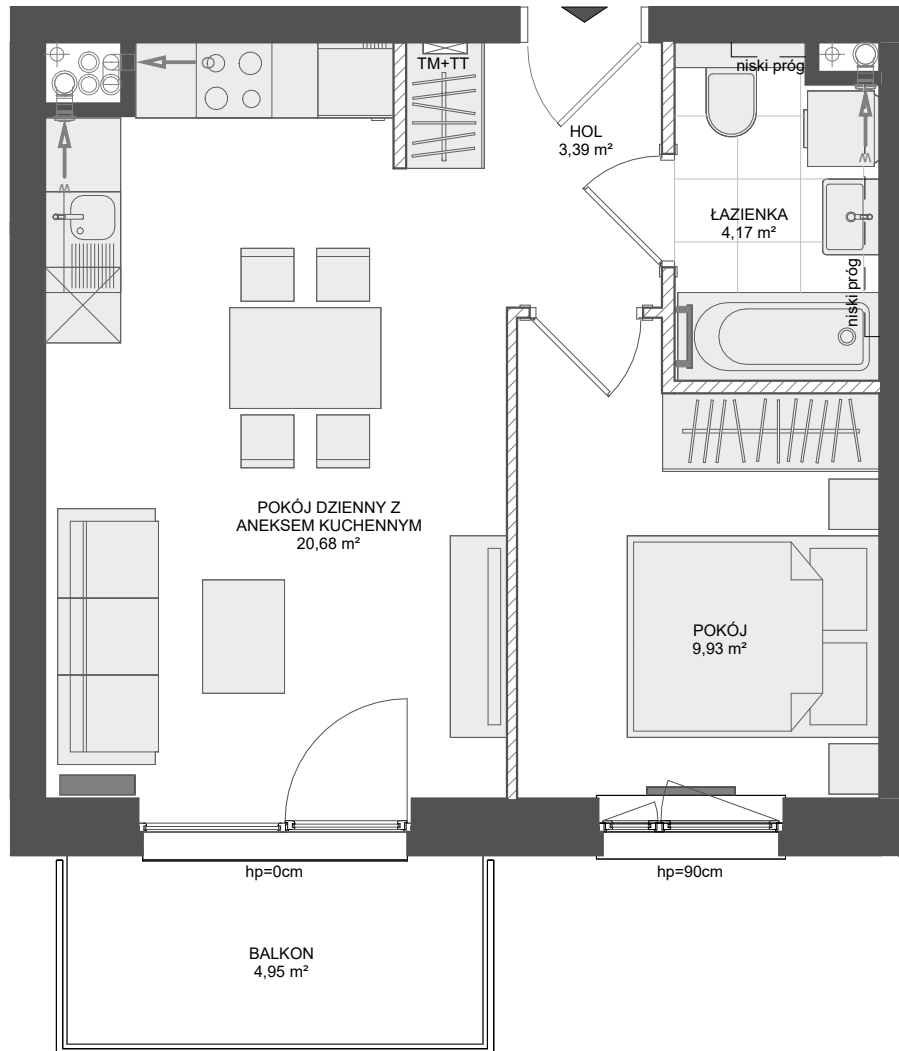 TM+TT
niski próg
HOL
3,39 m²
ŁAZIENKA
4,17 m²
niski próg
POKÓJ DZIENNY Z
ANEKSEM KUCHENNYM
20,68 m²
POKÓJ
9,93 m²
hp=0cm
hp=90cm
BALKON
4,95 m²